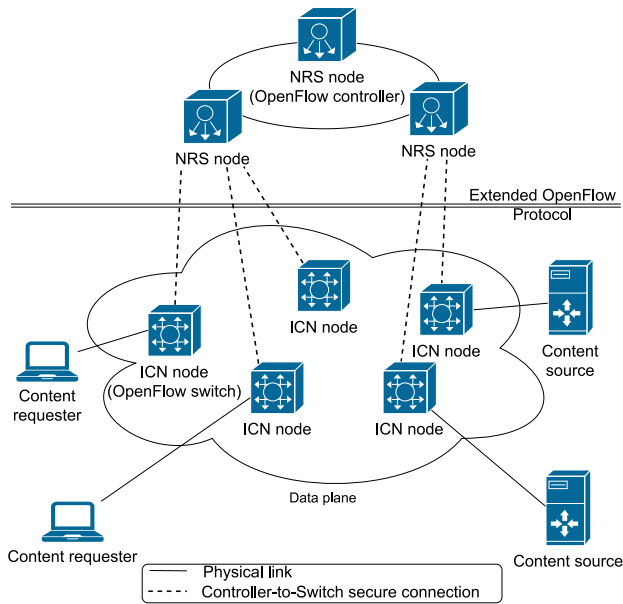 NRS node
(OpenFlow controller)
NRS node
NRS node
Extended OpenFlow
Protocol
ICN node
ICN node
(OpenFlow switch)
ICN node
Content
source
Content
requester
ICN node
ICN node
Data plane
Content requester
Content source
Physical link
Controller-to-Switch secure connection